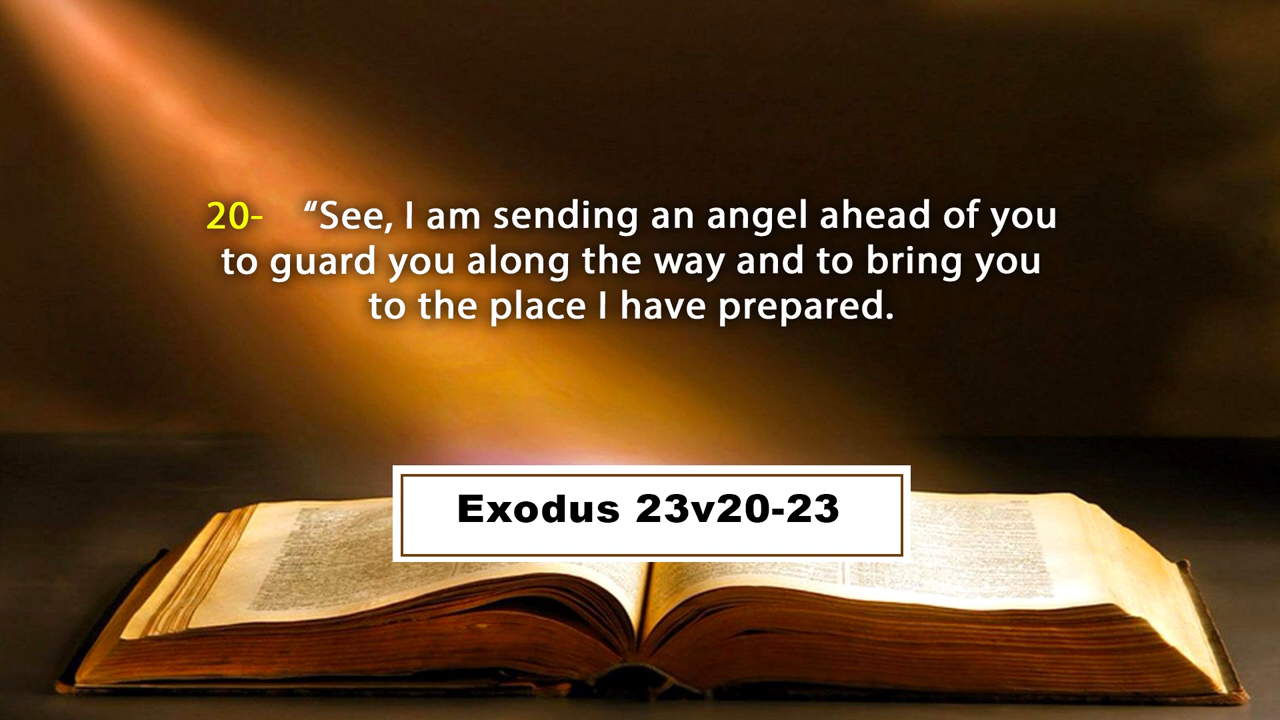 20- “See, I am sending an angel ahead of you
to guard you along the way and to bring you
to the place I have prepared.
Exodus 23v20-23